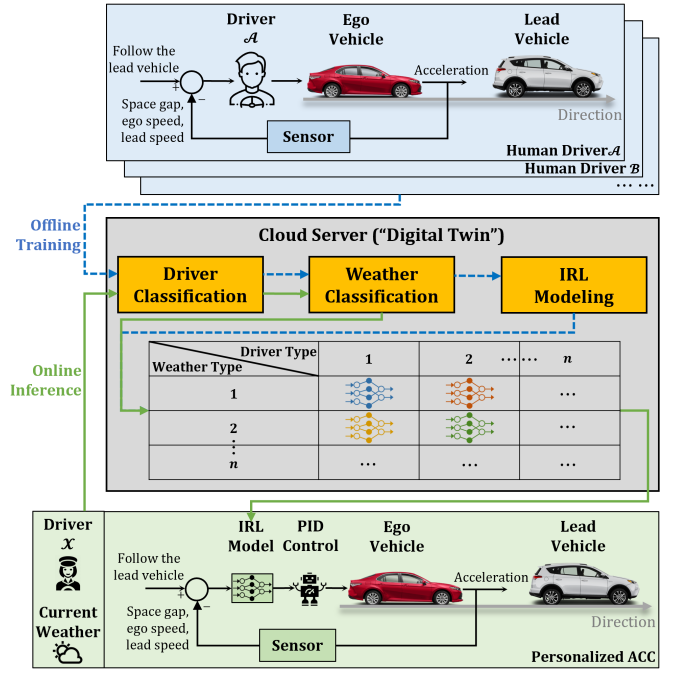 Driver
𝒜
Ego
Vehicle
Lead
Vehicle
Follow the
lead vehicle
+
−
Acceleration
Space gap,
ego speed,
lead speed
Direction
Sensor
Human Driver 𝒜
Human Driver ℬ
... ...
Offline
Training
Cloud Server ("Digital Twin")
Driver
Classification
Weather
Classification
IRL
Modeling
Online
Inference
Driver Type
Weather Type
1
2
... ...
n
1
...
2
...
⋮
n
...
...
...
Driver
𝒳
Current
Weather
IRL
Model
PID
Control
Ego
Vehicle
Lead
Vehicle
Follow the
lead vehicle
+
−
Acceleration
Space gap,
ego speed,
lead speed
Direction
Sensor
Personalized ACC